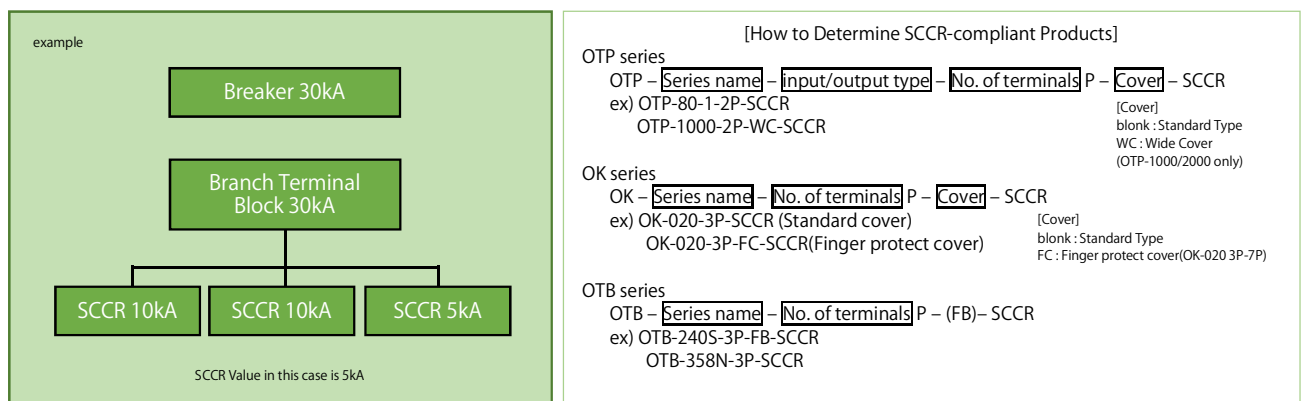 example
Breaker 30kA
Branch Terminal
Block 30kA
SCCR 10kA
SCCR 10kA
SCCR 5kA
SCCR Value in this case is 5kA
[How to Determine SCCR-compliant Products]
OTP series
OTP – Series name – input/output type – No. of terminals P – Cover – SCCR
ex) OTP-80-1-2P-SCCR
OTP-1000-2P-WC-SCCR
[Cover]
blonk : Standard Type
WC : Wide Cover
(OTP-1000/2000 only)
OK series
OK – Series name – No. of terminals P – Cover – SCCR
ex) OK-020-3P-SCCR (Standard cover)
OK-020-3P-FC-SCCR(Finger protect cover)
[Cover]
blonk : Standard Type
FC : Finger protect cover(OK-020 3P-7P)
OTB series
OTB – Series name – No. of terminals P – (FB)– SCCR
ex) OTB-240S-3P-FB-SCCR
OTB-358N-3P-SCCR